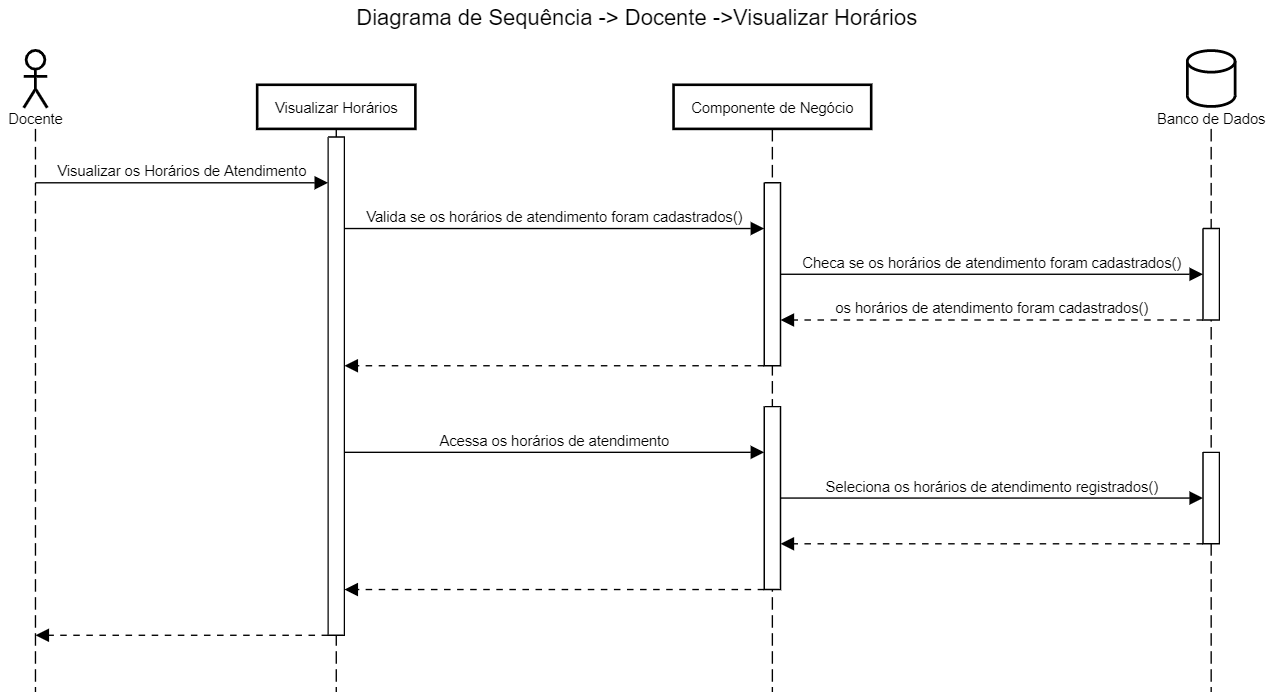 Diagrama de Sequência -> Docente ->Visualizar Horários
Docente
Visualizar Horários
Componente de Negócio
Banco de Dados
Visualizar os Horários de Atendimento
Valida se os horários de atendimento foram cadastrados()
Checa se os horários de atendimento foram cadastrados()
os horários de atendimento foram cadastrados()
Acessa os horários de atendimento
Seleciona os horários de atendimento registrados()